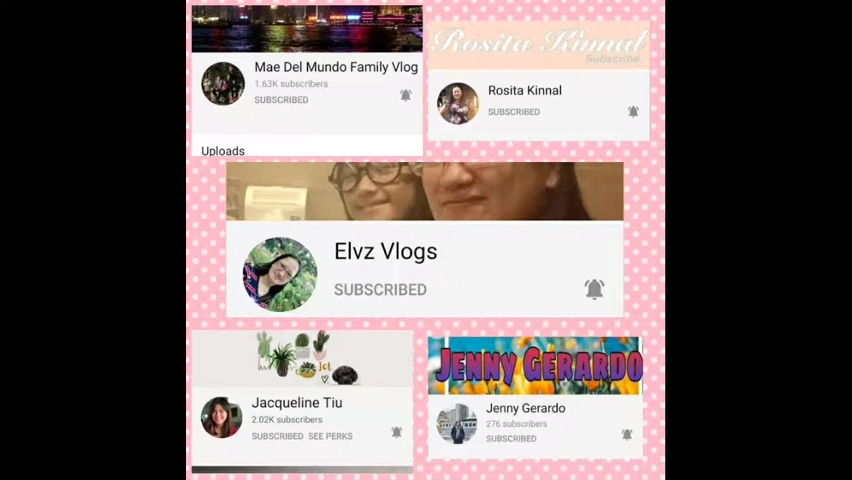 Mae Del Mundo Family Vlog
1.63K subscribers
SUBSCRIBED
Uploads
Rosita Kinnal
Subscribe.
Rosita Kinnal
SUBSCRIBED
Elvz Vlogs
SUBSCRIBED
Jacqueline Tiu
2.02K subscribers
SUBSCRIBED SEE PERKS
JENNY GERARDO
Jenny Gerardo
276 subscribers
SUBSCRIBED